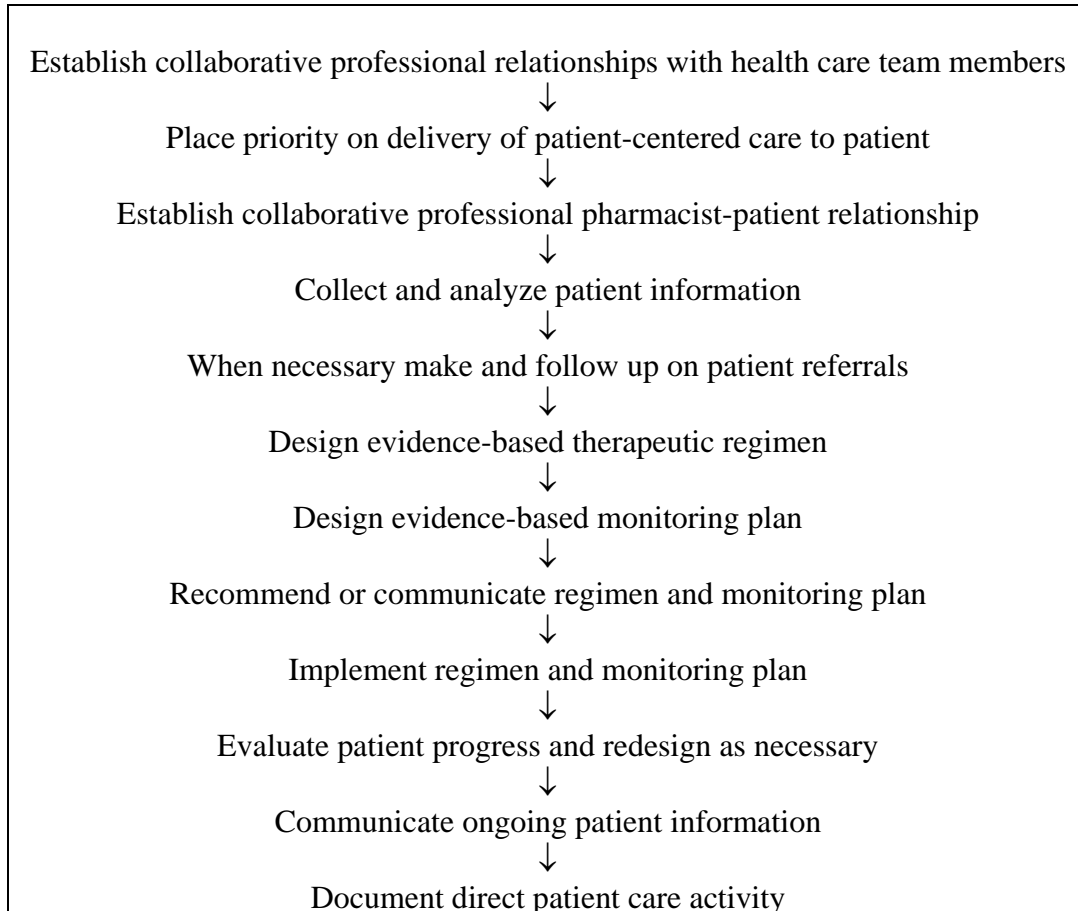 Establish collaborative professional relationships with health care team members
↓
Place priority on delivery of patient-centered care to patient
↓
Establish collaborative professional pharmacist-patient relationship
↓
Collect and analyze patient information
↓
When necessary make and follow up on patient referrals
↓
Design evidence-based therapeutic regimen
↓
Design evidence-based monitoring plan
↓
Recommend or communicate regimen and monitoring plan
↓
Implement regimen and monitoring plan
↓
Evaluate patient progress and redesign as necessary
↓
Communicate ongoing patient information
↓
Document direct patient care activity